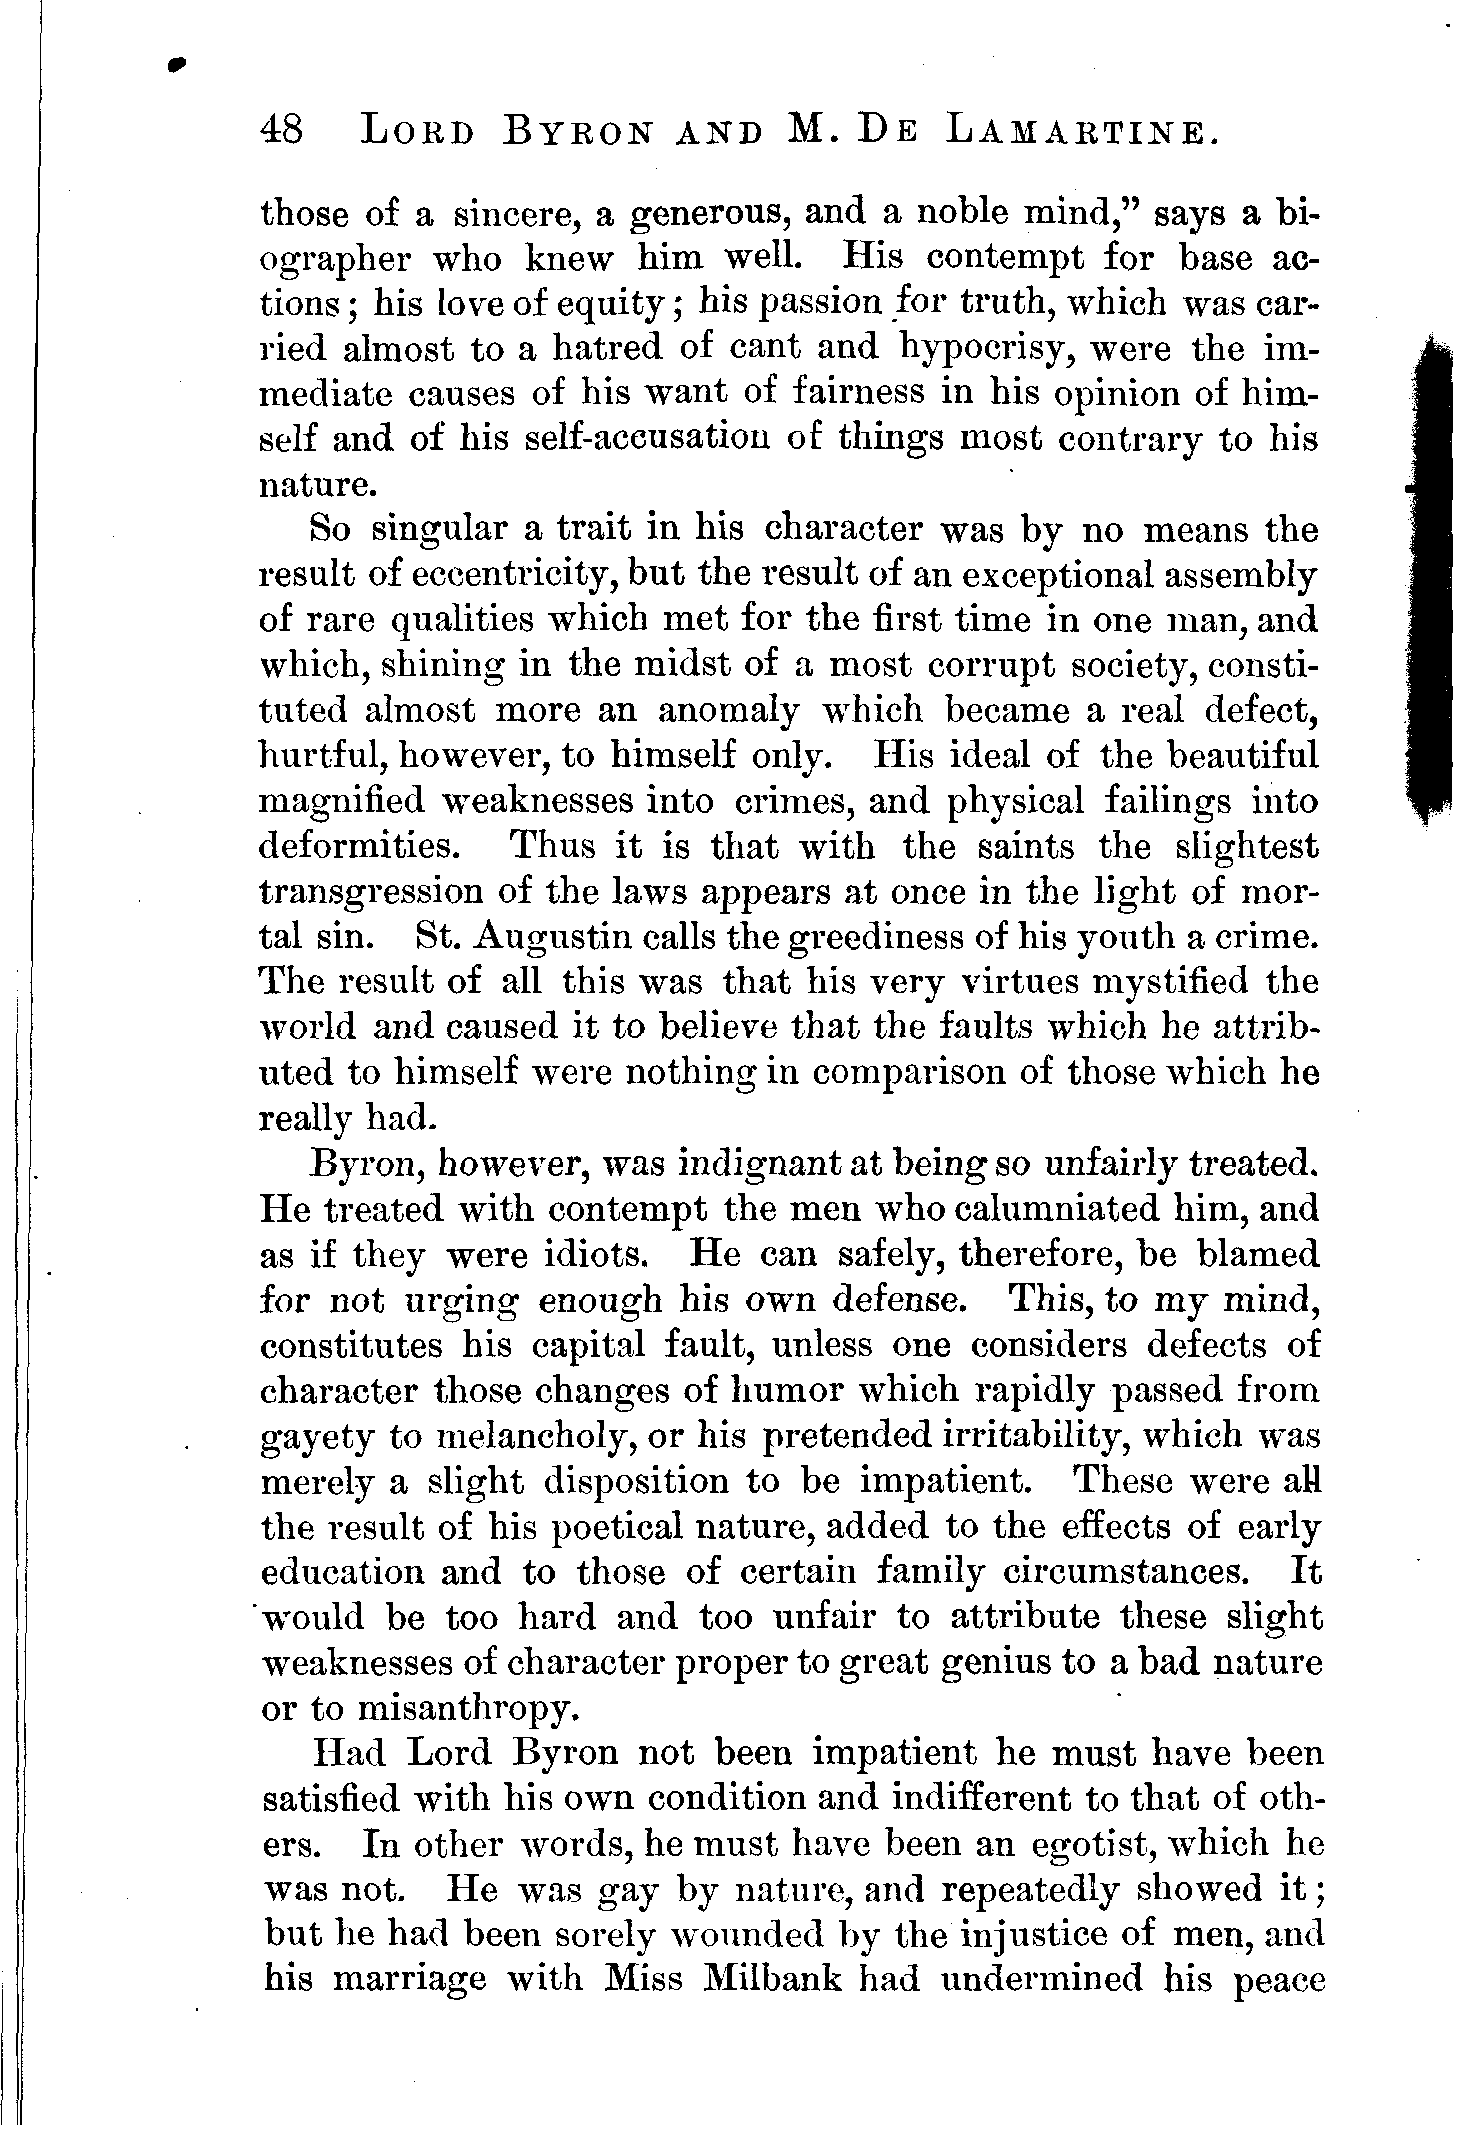 48 LORD BYRON AND M. DE LAMARTINE.
those of a sincere, a generous, and a noble mind,” says a bi-
ographer who knew him well. His contempt for base ac-
tions; his love of equity; his passion for truth, which was car-
ried almost to a hatred of cant and hypocrisy, were the im-
mediate causes of his want of fairness in his opinion of him-
self and of his self-accusation of things most contrary to his
nature.
So singular a trait in his character was by no means the
result of eccentricity, but the result of an exceptional assembly
of rare qualities which met for the first time in one man, and
which, shining in the midst of a most corrupt society, consti-
tuted almost more an anomaly which became a real defect,
hurtful, however, to himself only. His ideal of the beautiful
magnified weaknesses into crimes, and physical failings into
deformities. Thus it is that with the saints the slightest
transgression of the laws appears at once in the light of mor-
tal sin. St. Augustin calls the greediness of his youth a crime.
The result of all this was that his very virtues mystified the
world and caused it to believe that the faults which he attrib-
uted to himself were nothing in comparison of those which he
really had.
Byron, however, was indignant at being so unfairly treated.
He treated with contempt the men who calumniated him, and
as if they were idiots. He can safely, therefore, be blamed
for not urging enough his own defense. This, to my mind,
constitutes his capital fault, unless one considers defects of
character those changes of humor which rapidly passed from
gayety to melancholy, or his pretended irritability, which was
merely a slight disposition to be impatient. These were all
the result of his poetical nature, added to the effects of early
education and to those of certain family circumstances. It
would be too hard and too unfair to attribute these slight
weaknesses of character proper to great genius to a bad nature
or to misanthropy.
Had Lord Byron not been impatient he must have been
satisfied with his own condition and indifferent to that of oth-
ers. In other words, he must have been an egotist, which he
was not. He was gay by nature, and repeatedly showed it;
but he had been sorely wounded by the injustice of men, and
his marriage with Miss Milbank had undermined his peace